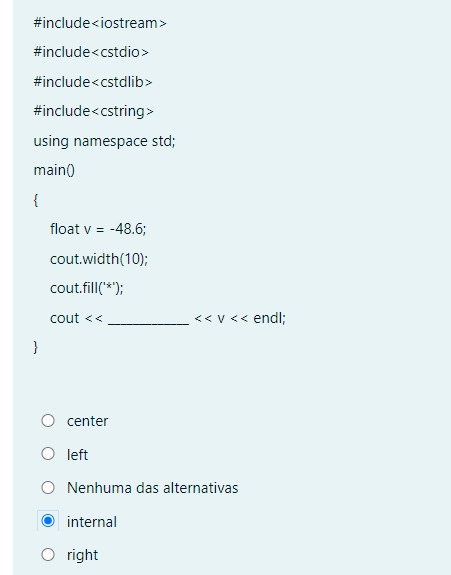 #include<iostream>
#include<cstdio>
#include<cstdlib>
#include<cstring>
using namespace std;
main()
{
float v = -48.6;
cout.width(10);
cout.fill('*');
cout << ____________ << v << endl;
}
center
left
Nenhuma das alternativas
internal
right